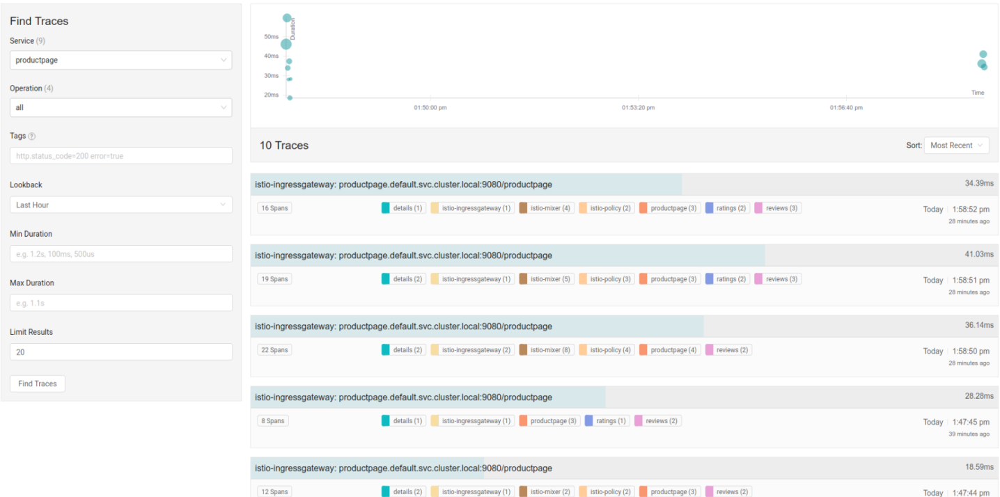 Find Traces
Service (9)
productpage
Operation (4)
all
Tags
http.status_code=200 error=true
Lookback
Last Hour
Min Duration
e.g. 1.2s, 100ms, 500us
Max Duration
e.g. 1.1s
Limit Results
20
Find Traces
Duration
50ms
40ms
30ms
20ms
Time
01:50:00 pm 01:53:20 pm 01:56:40 pm
10 Traces Sort: Most Recent
istio-ingressgateway: productpage.default.svc.cluster.local:9080/productpage 34.39ms
16 Spans details (1) istio-ingressgateway (1) istio-mixer (4) istio-policy (2) productpage (3) ratings (2) reviews (3) Today 1:58:52 pm
28 minutes ago
istio-ingressgateway: productpage.default.svc.cluster.local:9080/productpage 41.03ms
19 Spans details (2) istio-ingressgateway (1) istio-mixer (5) istio-policy (3) productpage (3) ratings (2) reviews (3) Today 1:58:51 pm
28 minutes ago
istio-ingressgateway: productpage.default.svc.cluster.local:9080/productpage 36.14ms
22 Spans details (2) istio-ingressgateway (2) istio-mixer (8) istio-policy (4) productpage (4) reviews (2) Today 1:58:50 pm
28 minutes ago
istio-ingressgateway: productpage.default.svc.cluster.local:9080/productpage 28.28ms
8 Spans details (1) istio-ingressgateway (1) productpage (3) ratings (1) reviews (2) Today 1:47:45 pm
39 minutes ago
istio-ingressgateway: productpage.default.svc.cluster.local:9080/productpage 18.59ms
12 Spans details (2) istio-ingressgateway (1) istio-mixer (2) istio-policy (2) productpage (3) reviews (2) Today 1:47:44 pm